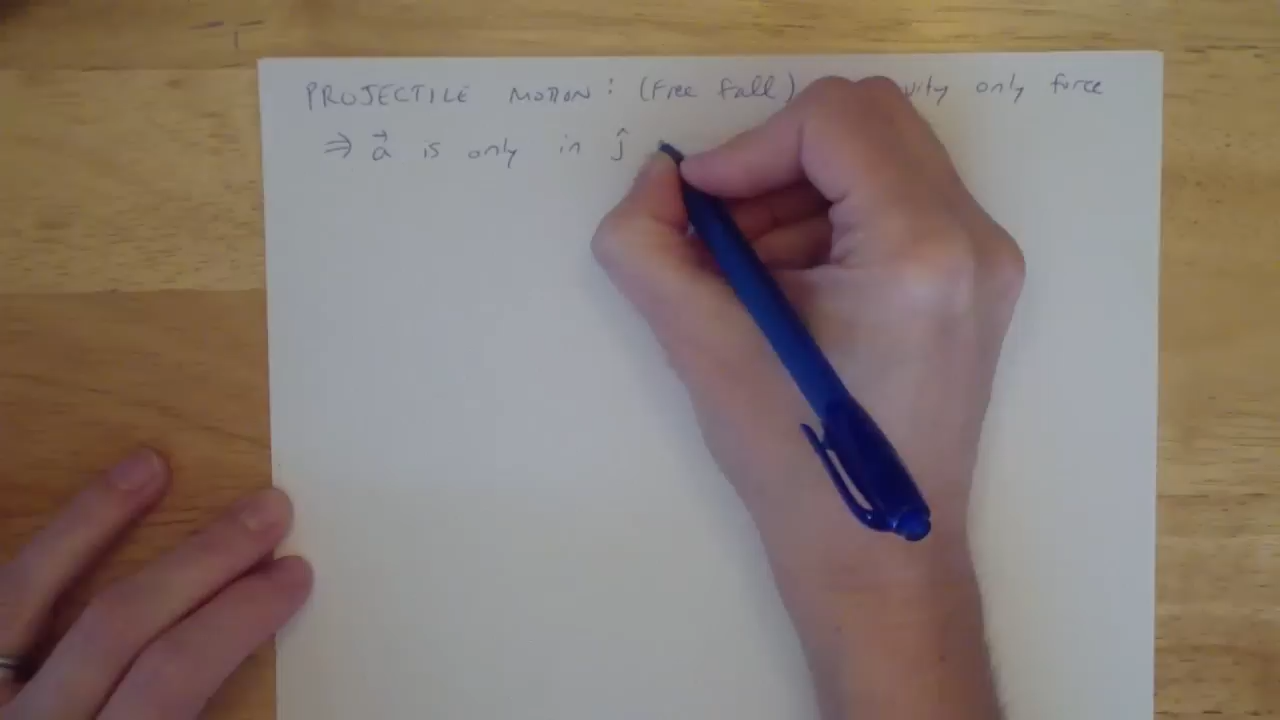 PROJECTILE MOTION: (Free fall) only force
⇒ a⃗ is only in ĵ